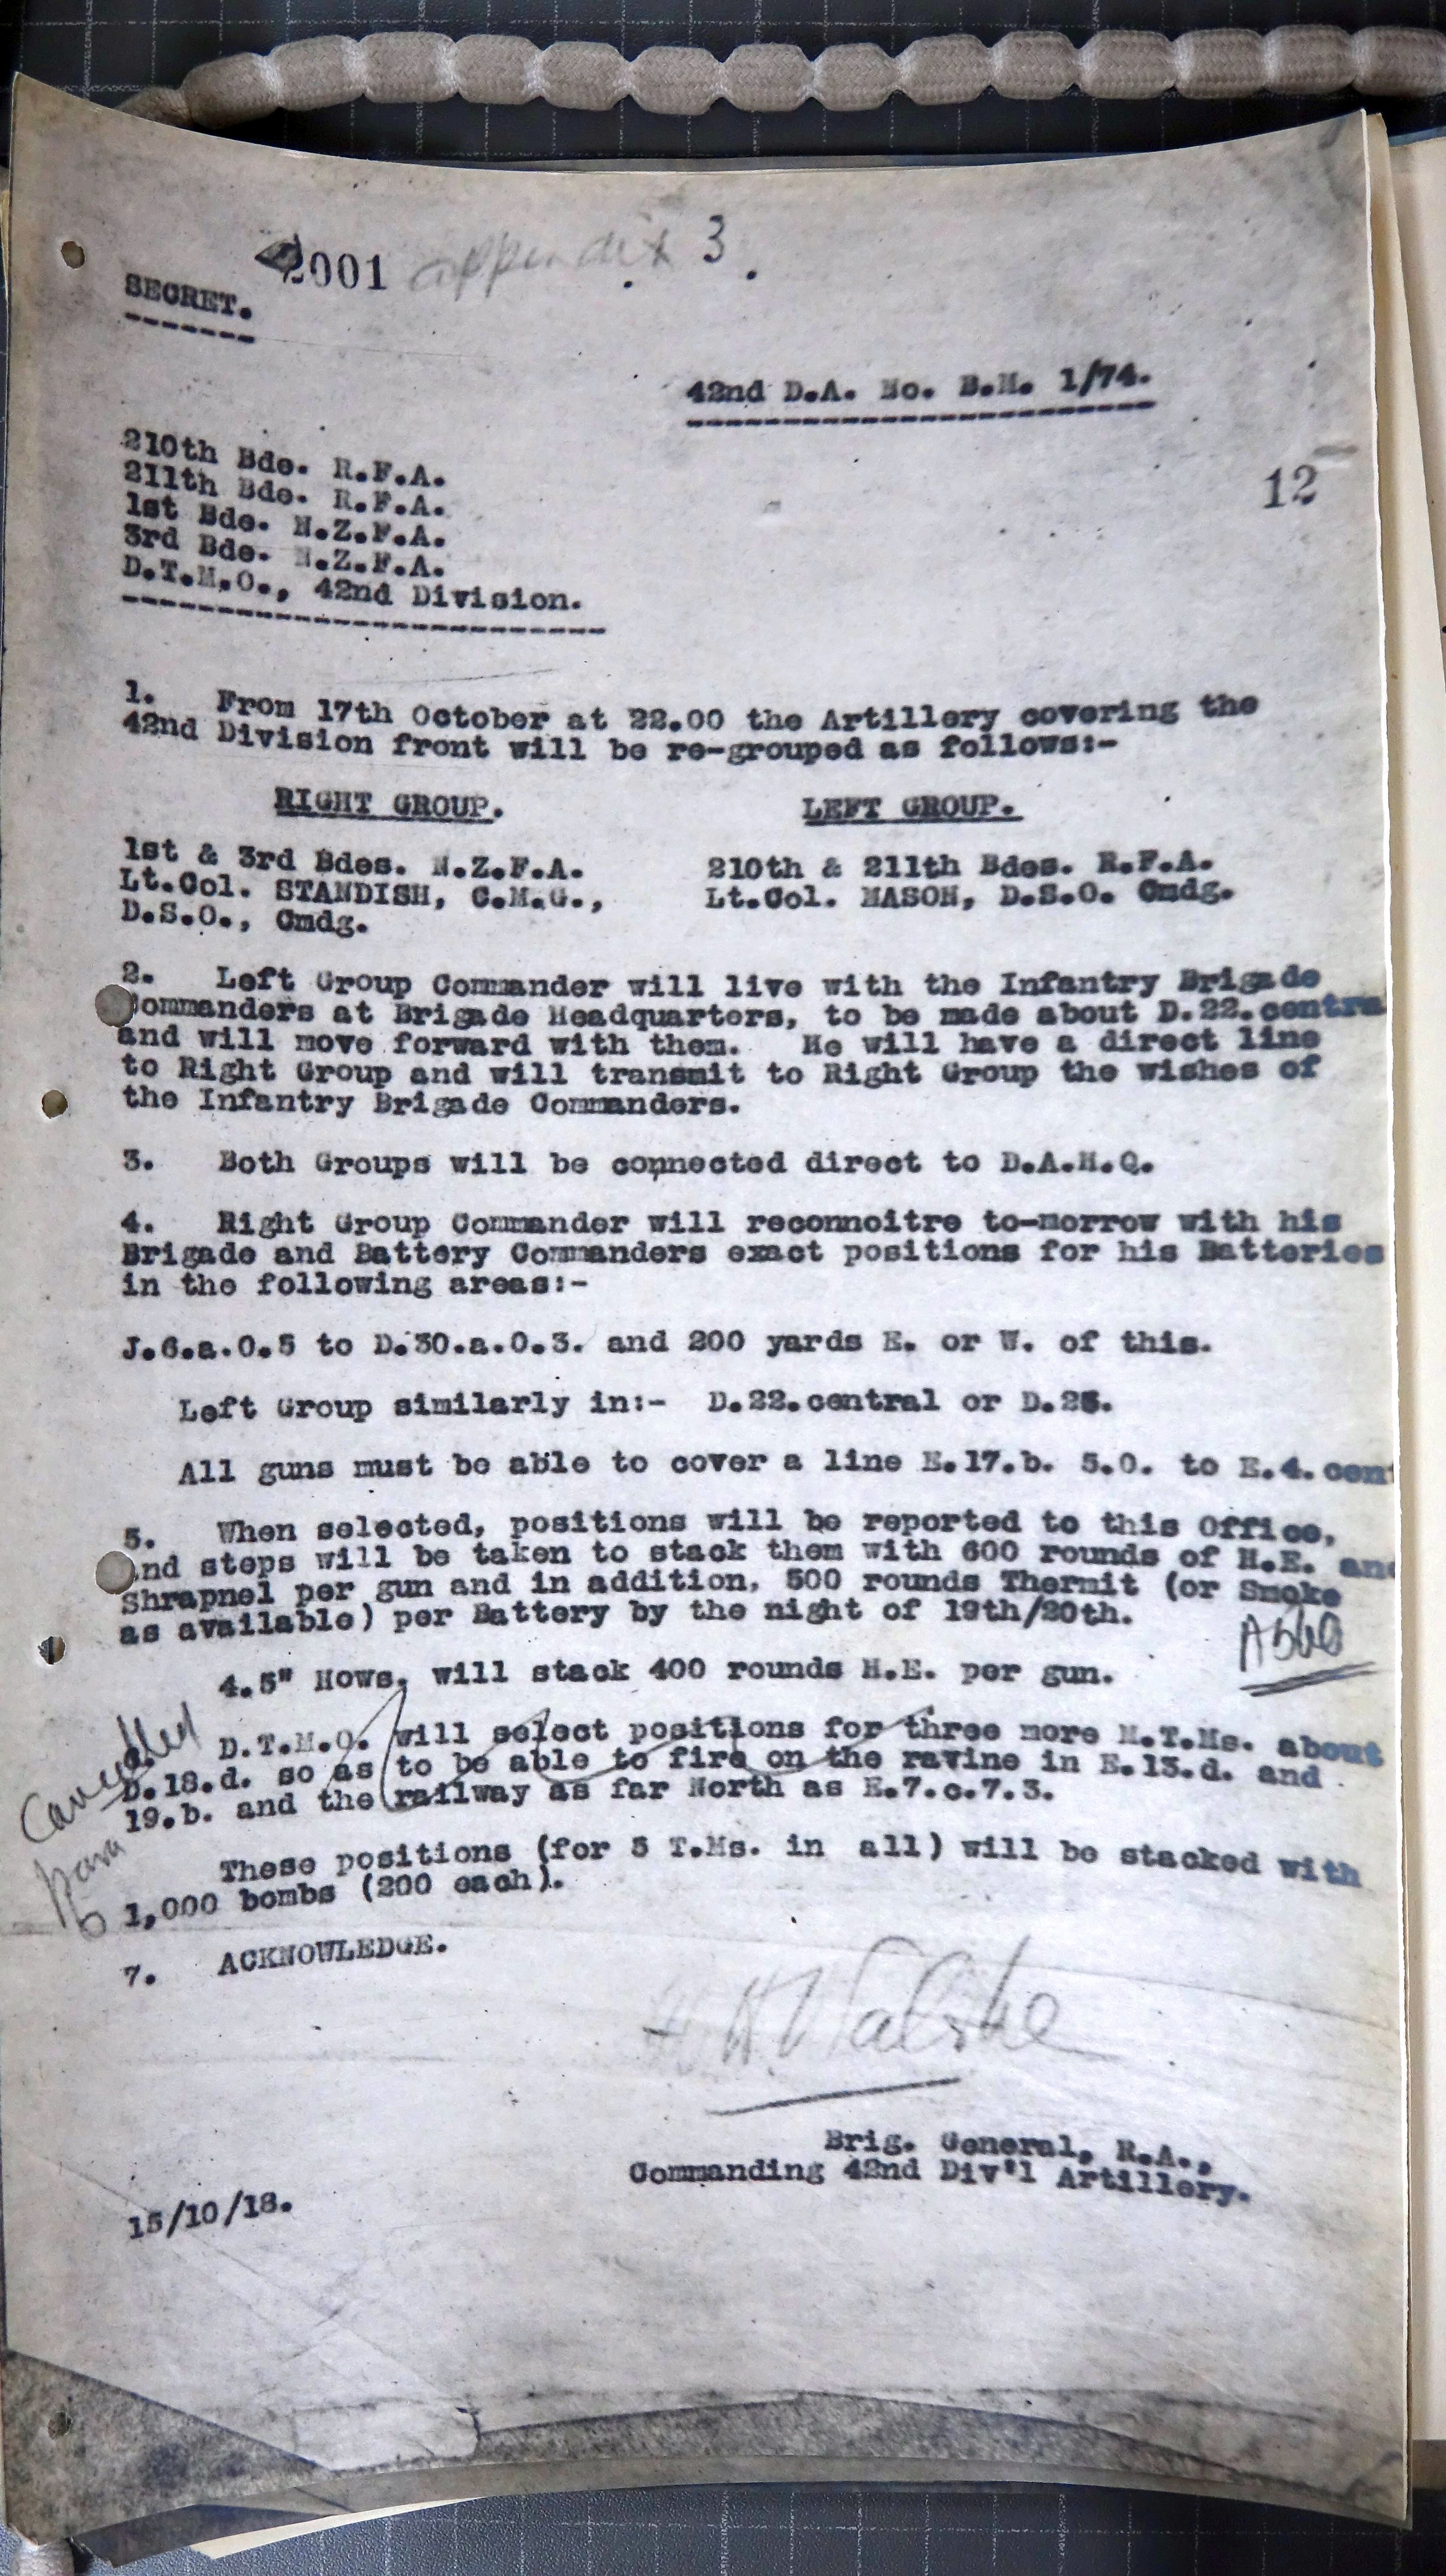 2001 appendix 3.
SECRET.
42nd D.A. No. B.M. 1/74.
12
210th Bde. R.F.A.
211th Bde. R.F.A.
1st Bde. N.Z.F.A.
3rd Bde. N.Z.F.A.
D.T.M.O., 42nd Division.
1. From 17th October at 22.00 the Artillery covering the
42nd Division front will be re-grouped as follows:-
RIGHT GROUP. LEFT GROUP.
1st & 3rd Bdes. N.Z.F.A. 210th & 211th Bdes. R.F.A.
Lt.Col. STANDISH, C.M.G., Lt.Col. MASON, D.S.O. Cmdg.
D.S.O., Cmdg.
2. Left Group Commander will live with the Infantry Brigade
Commanders at Brigade Headquarters, to be made about D.22.centra
and will move forward with them. He will have a direct line
to Right Group and will transmit to Right Group the wishes of
the Infantry Brigade Commanders.
3. Both Groups will be connected direct to D.A.H.Q.
4. Right Group Commander will reconnoitre to-morrow with his
Brigade and Battery Commanders exact positions for his Batteries
in the following areas:-
J.6.a.0.5 to D.30.a.0.3. and 200 yards E. or W. of this.
Left Group similarly in:- D.22.central or D.23.
All guns must be able to cover a line E.17.b. 5.0. to E.4.cent
5. When selected, positions will be reported to this Office,
and steps will be taken to stack them with 600 rounds of H.E. and
Shrapnel per gun and in addition, 500 rounds Thermit (or Smoke
as available) per Battery by the night of 19th/20th.
4.5" Hows. will stack 400 rounds H.E. per gun.
Cancelled
para
6
D.T.M.O. will select positions for three more M.T.Ms. about
D.18.d. so as to be able to fire on the ravine in E.13.d. and
19.b. and the railway as far North as E.7.c.7.3.
These positions (for 5 T.Ms. in all) will be stacked with
1,000 bombs (200 each).
7. ACKNOWLEDGE.
Brig. General, R.A.,
Commanding 42nd Div'l Artillery.
15/10/18.